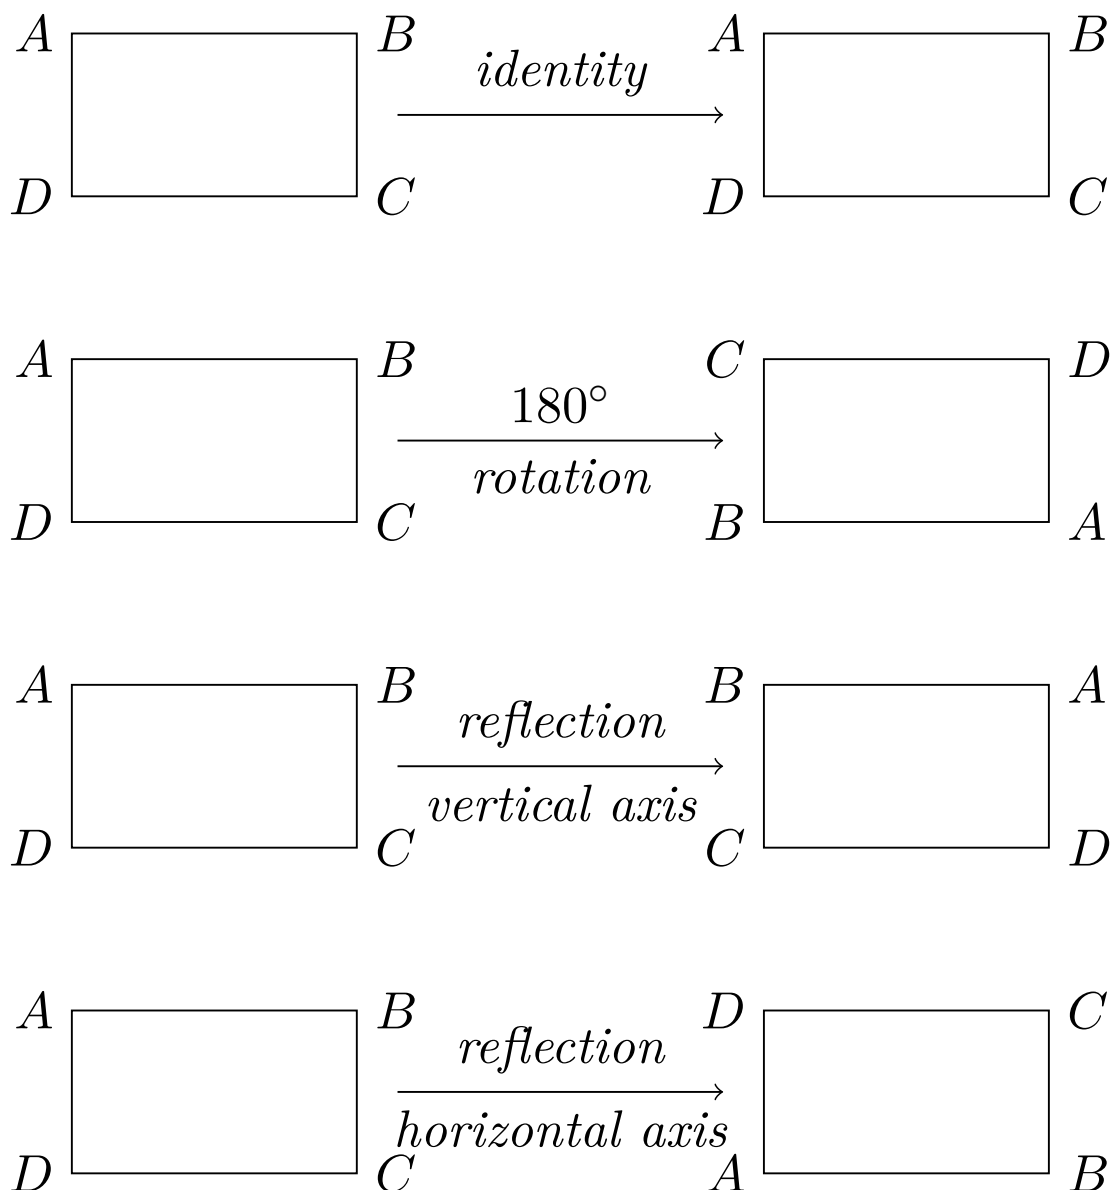 A B identity A B
D C D C
A B 180° C D
rotation
D C B A
A B reflection B A
vertical axis
D C C D
A B reflection D C
horizontal axis
D C A B